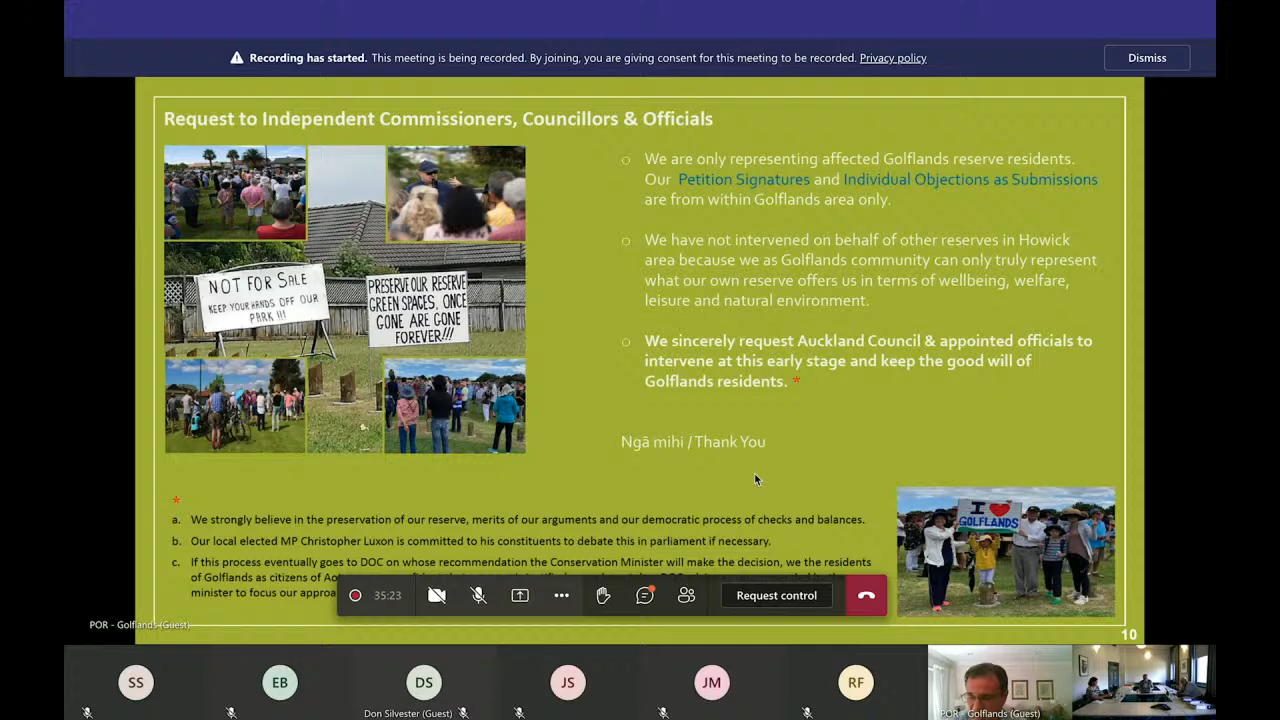 Recording has started. This meeting is being recorded. By joining, you are giving consent for this meeting to be recorded. Privacy policy
Dismiss
Request to Independent Commissioners, Councillors & Officials
NOT FOR SALE
KEEP YOUR HANDS OFF OUR
PARK !!!
PRESERVE OUR RESERVE
GREEN SPACES, ONCE
GONE ARE GONE
FOREVER!!!
We are only representing affected Golflands reserve residents.
Our Petition Signatures and Individual Objections as Submissions
are from within Golflands area only.
We have not intervened on behalf of other reserves in Howick
area because we as Golflands community can only truly represent
what our own reserve offers us in terms of wellbeing, welfare,
leisure and natural environment.
We sincerely request Auckland Council & appointed officials to
intervene at this early stage and keep the good will of
Golflands residents. *
Ngā mihi / Thank You
*
a. We strongly believe in the preservation of our reserve, merits of our arguments and our democratic process of checks and balances.
b. Our local elected MP Christopher Luxon is committed to his constituents to debate this in parliament if necessary.
c. If this process eventually goes to DOC on whose recommendation the Conservation Minister will make the decision, we the residents
of Golflands as citizens of
minister to focus our
I GOLFLANDS
35:23
Request control
POR - Golflands (Guest)
10
SS
EB
DS
JS
JM
RF
Don Silvester (Guest)
POR - Golflands (Guest)